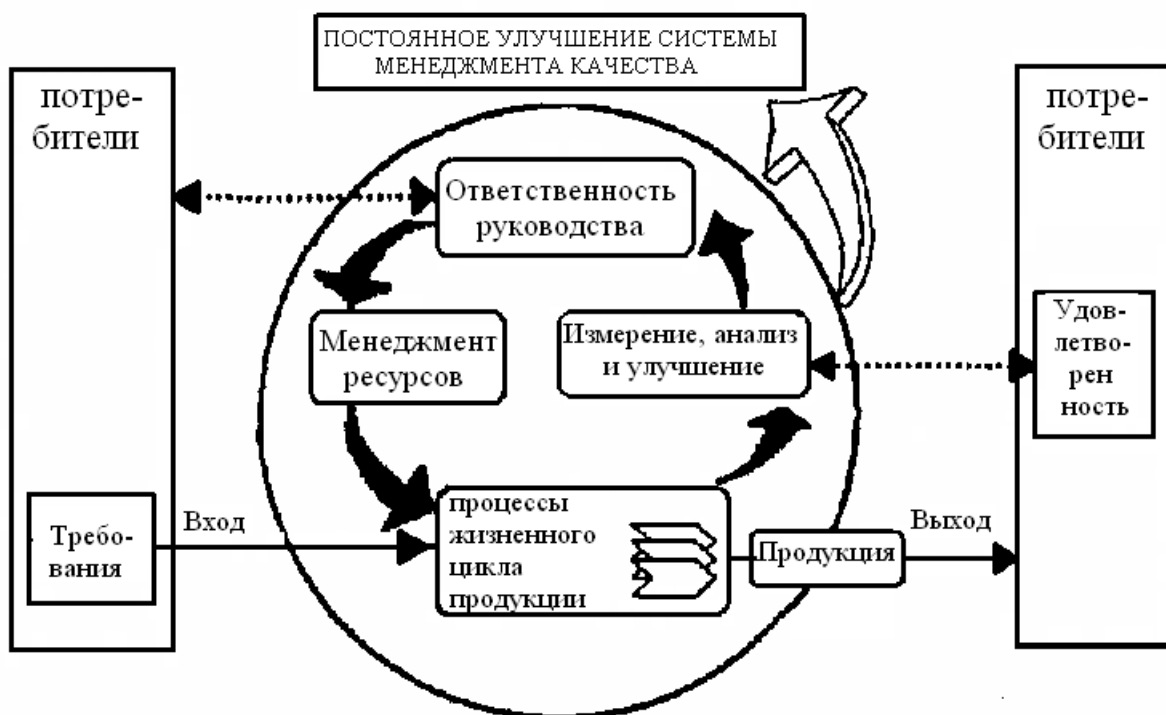 ПОСТОЯННОЕ УЛУЧШЕНИЕ СИСТЕМЫ
МЕНЕДЖМЕНТА КАЧЕСТВА
потре-
бители
потре-
бители
Ответственность
руководства
Менеджмент
ресурсов
Измерение, анализ
и улучшение
Удов-
летво-
рен
ность
Требо-
вания
Вход
процессы
жизненного
цикла
продукции
Продукция
Выход